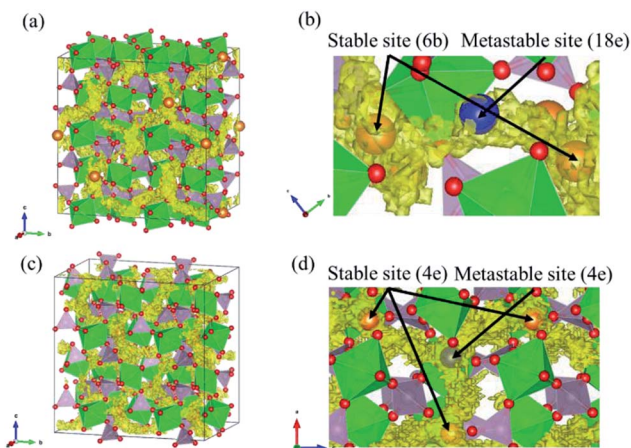 (a)
(b)
Stable site (6b) Metastable site (18e)
c
a
b
(c)
(d)
Stable site (4e) Metastable site (4e)
c
b
a